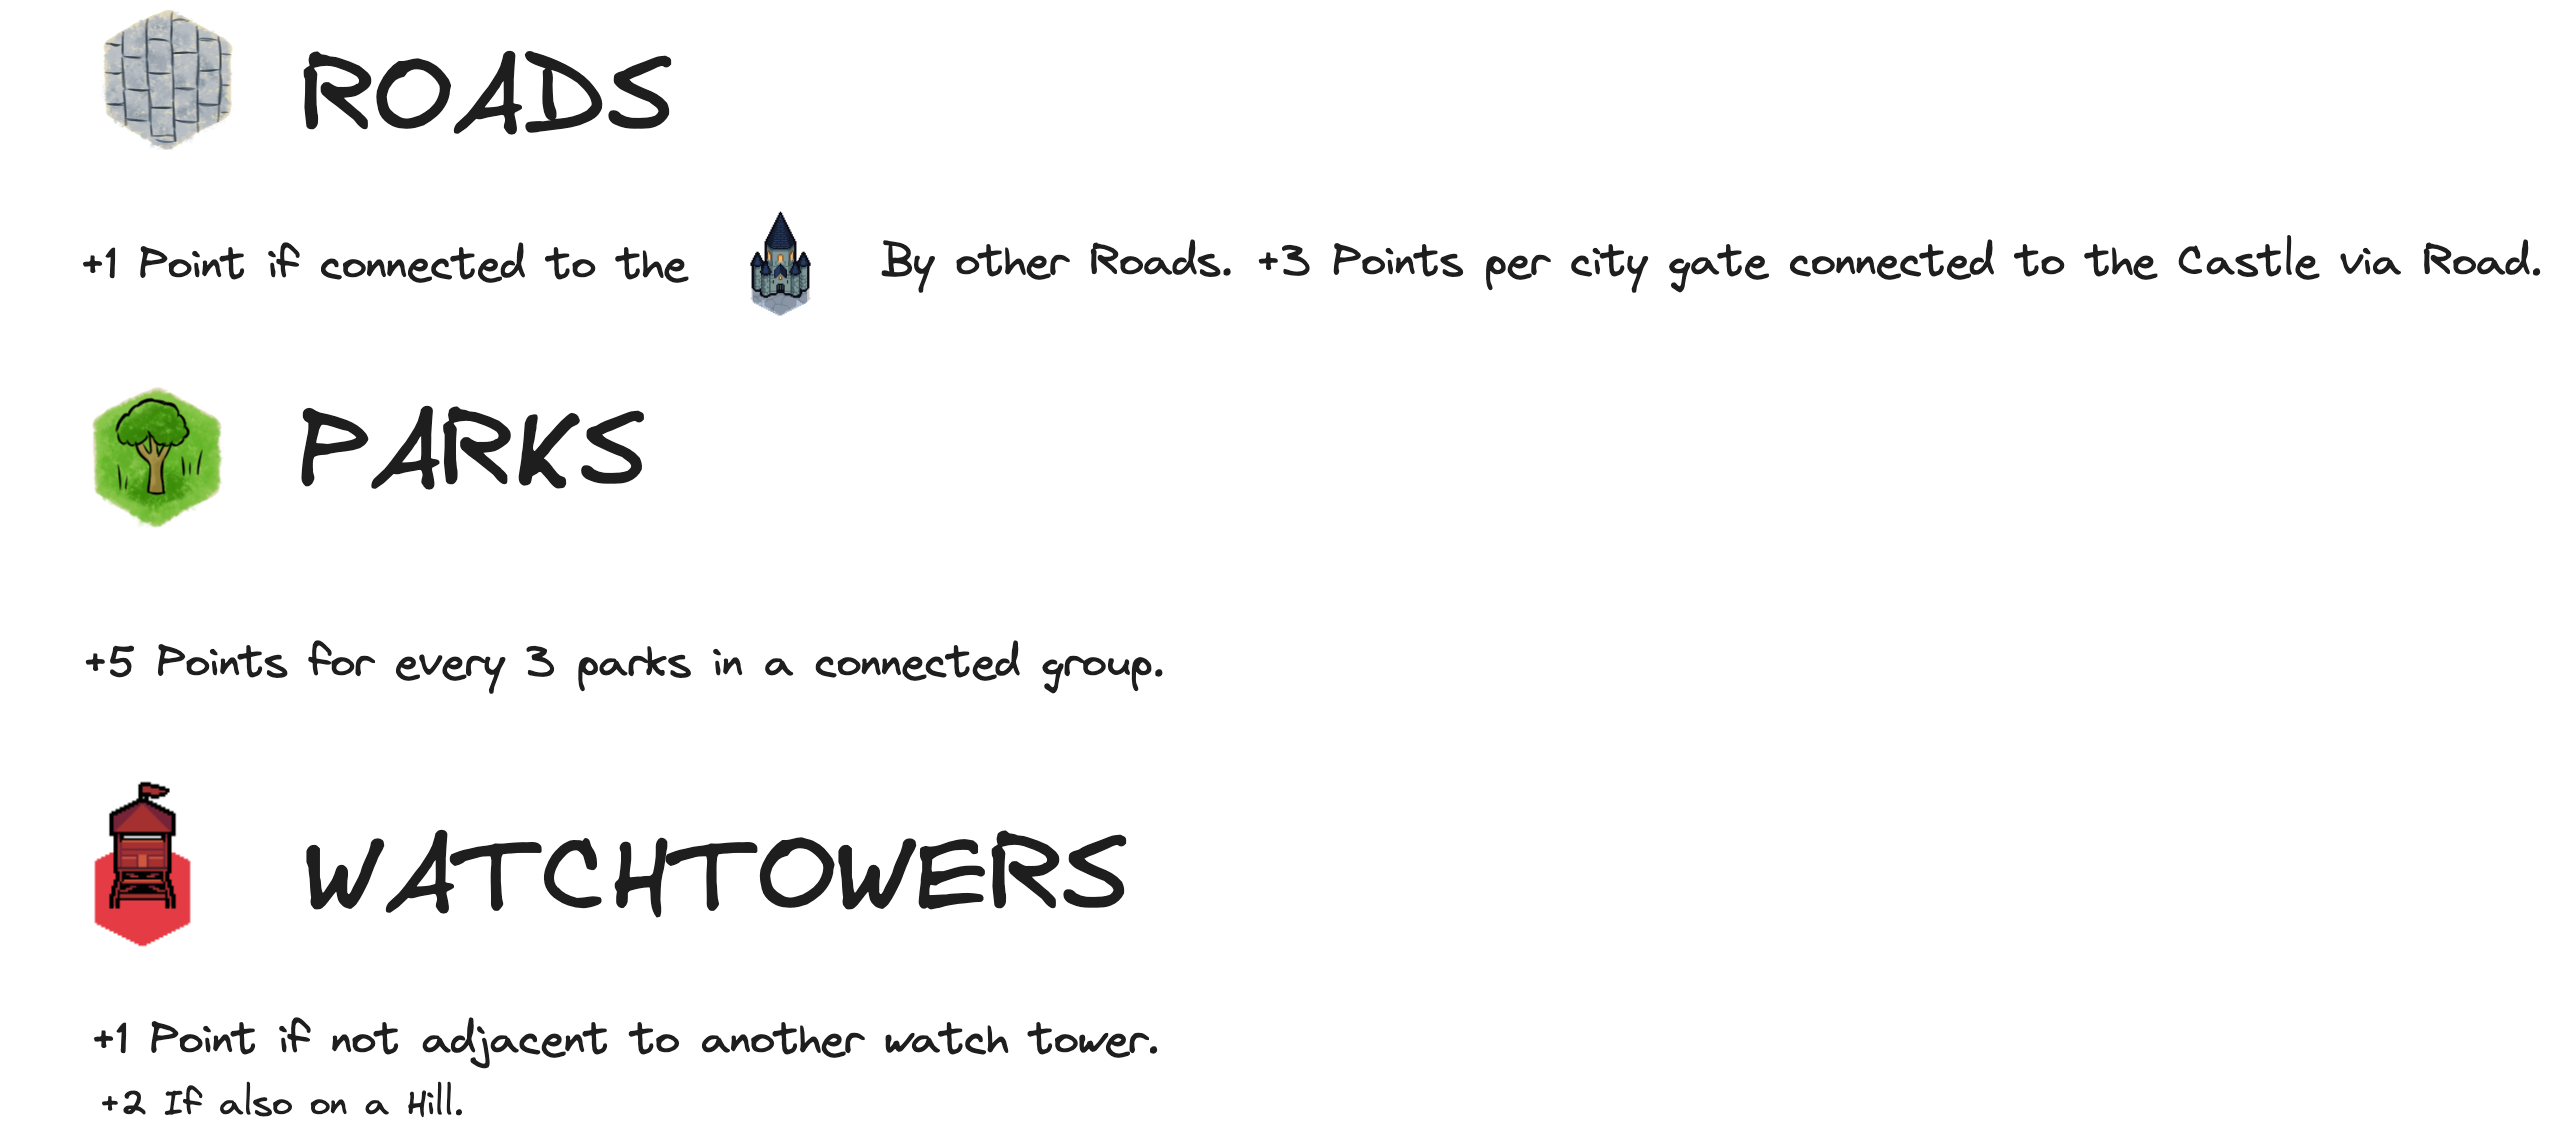 ROADS
+1 Point if connected to the By other Roads. +3 Points per city gate connected to the Castle via Road.
PARKS
+5 Points for every 3 parks in a connected group.
WATCHTOWERS
+1 Point if not adjacent to another watch tower.
+2 If also on a Hill.